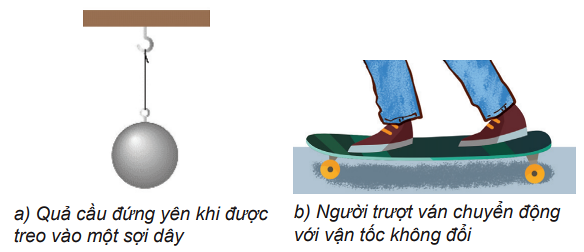 a) Quả cầu đứng yên khi được
treo vào một sợi dây
b) Người trượt ván chuyển động
với vận tốc không đổi